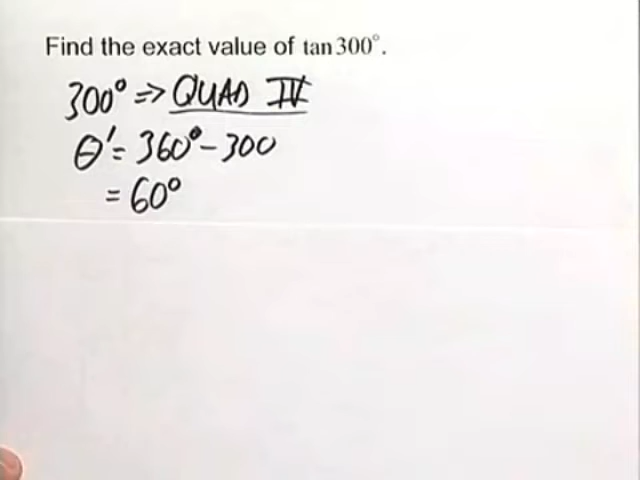 Find the exact value of tan 300°.
300° ⇒ QUAD IV
θ' = 360° − 300
= 60°